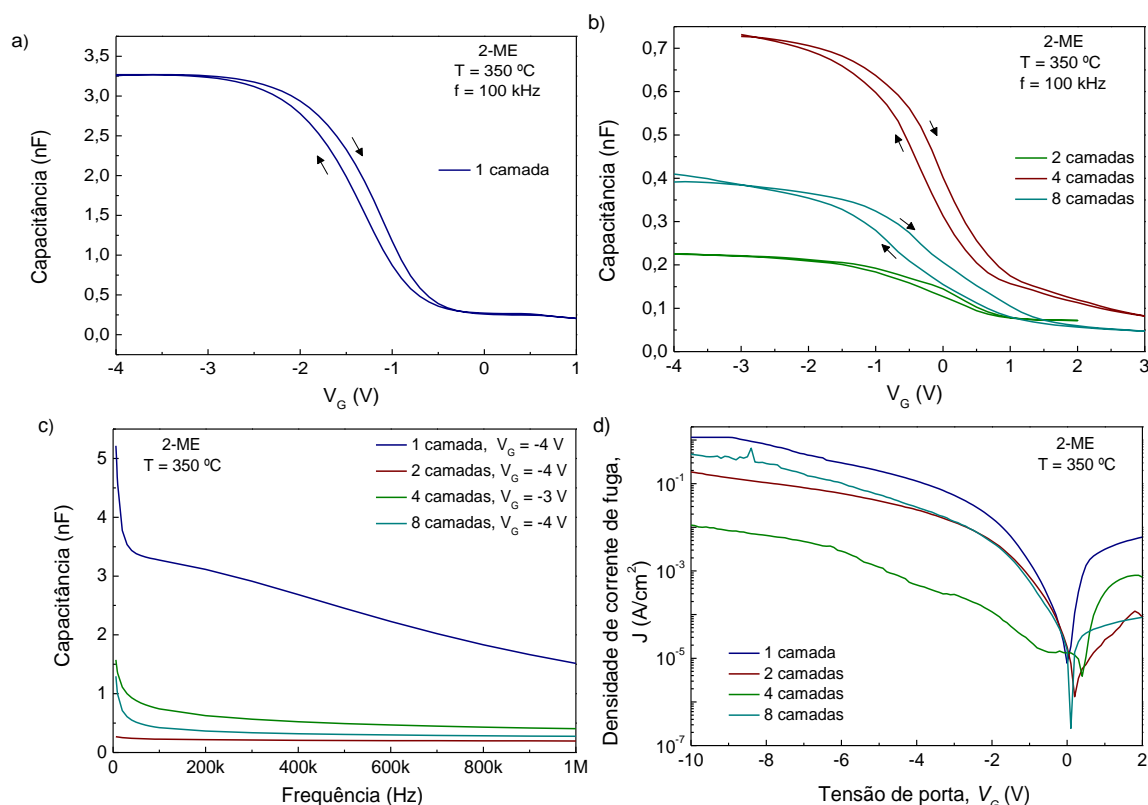 a)
2-ME
T = 350 ºC
f = 100 kHz
1 camada
Capacitância (nF)
3,5
3,0
2,5
2,0
1,5
1,0
0,5
0,0
-4 -3 -2 -1 0 1
V_G (V)
b)
2-ME
T = 350 ºC
f = 100 kHz
2 camadas
4 camadas
8 camadas
Capacitância (nF)
0,7
0,6
0,5
0,4
0,3
0,2
0,1
0,0
-4 -3 -2 -1 0 1 2 3
V_G (V)
c)
2-ME
T = 350 ºC
1 camada, V_G = -4 V
2 camadas, V_G = -4 V
4 camadas, V_G = -3 V
8 camadas, V_G = -4 V
Capacitância (nF)
5
4
3
2
1
0
0 200k 400k 600k 800k 1M
Frequência (Hz)
d)
2-ME
T = 350 ºC
Densidade de corrente de fuga,
J (A/cm²)
10⁻¹
10⁻³
10⁻⁵
10⁻⁷
1 camada
2 camadas
4 camadas
8 camadas
-10 -8 -6 -4 -2 0 2
Tensão de porta, V_G (V)